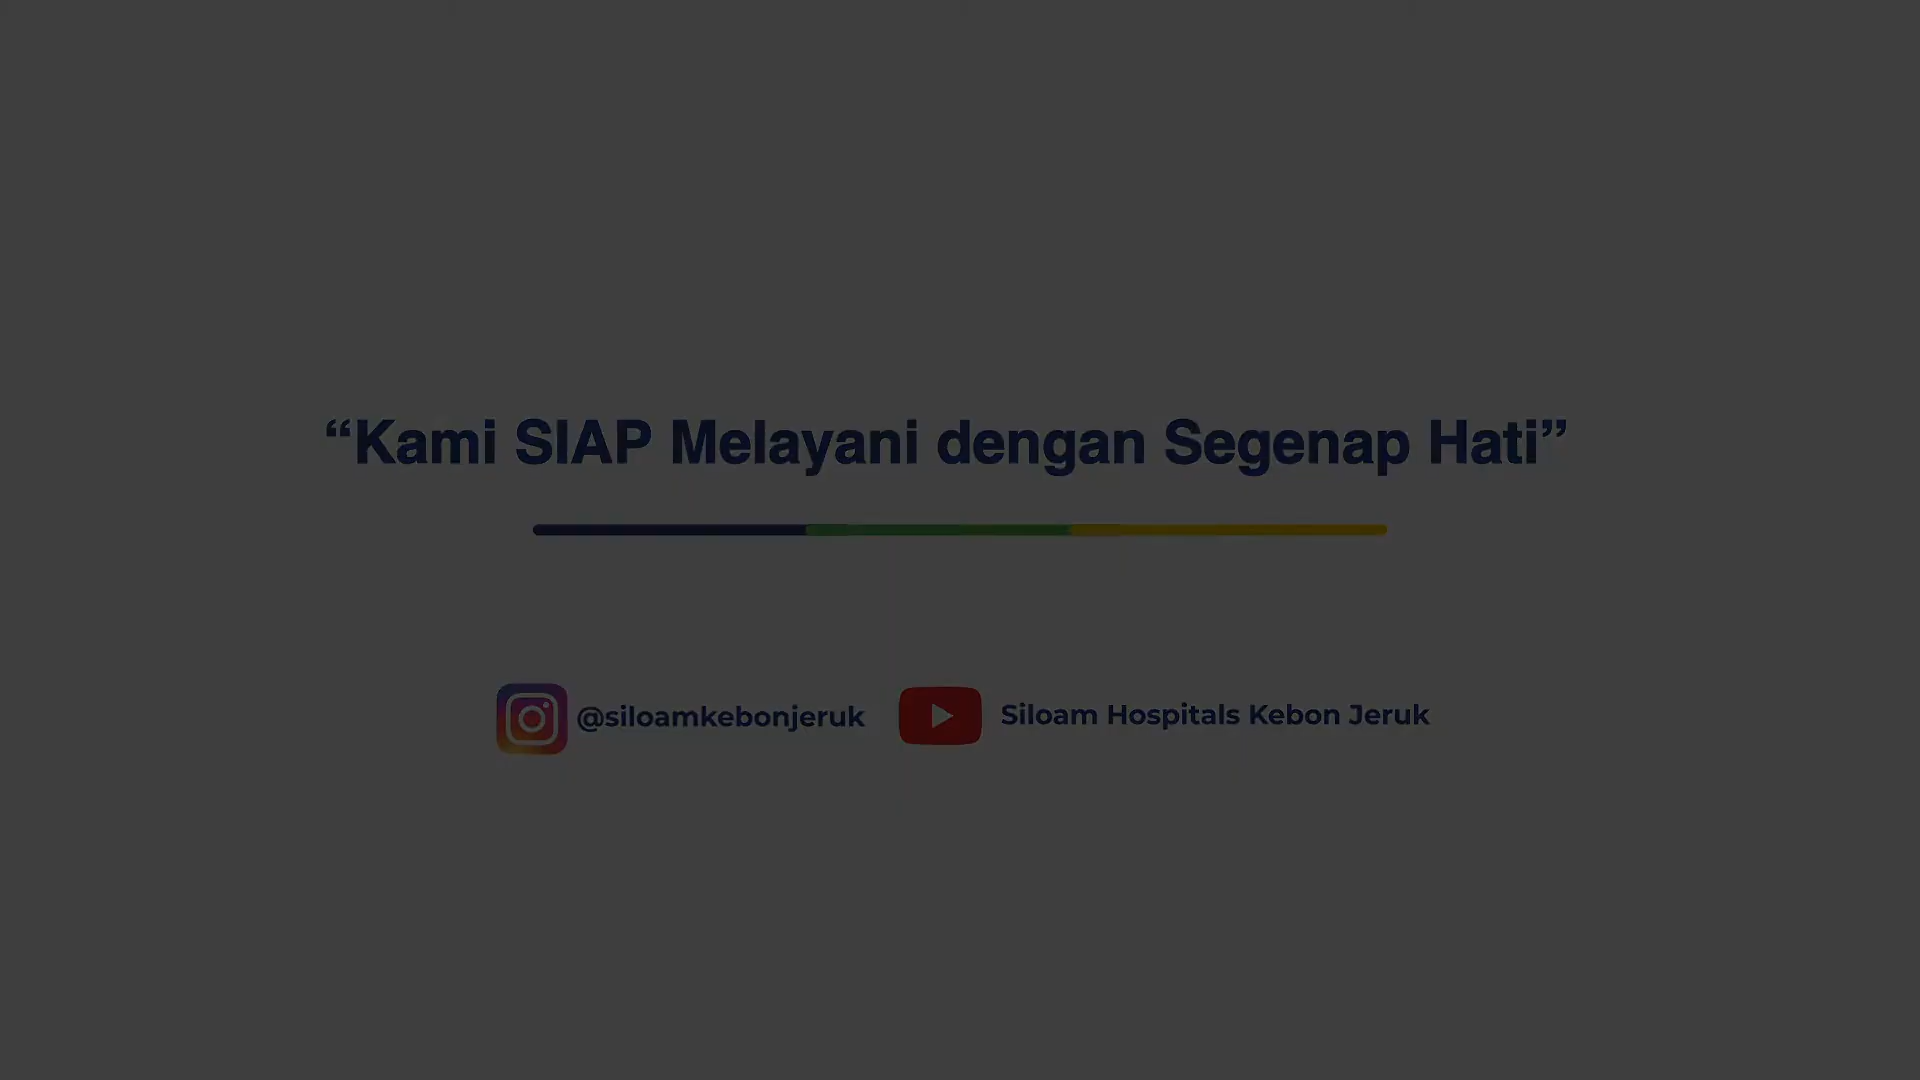 “Kami SIAP Melayani dengan Segenap Hati”
@siloamkebonjeruk
Siloam Hospitals Kebon Jeruk